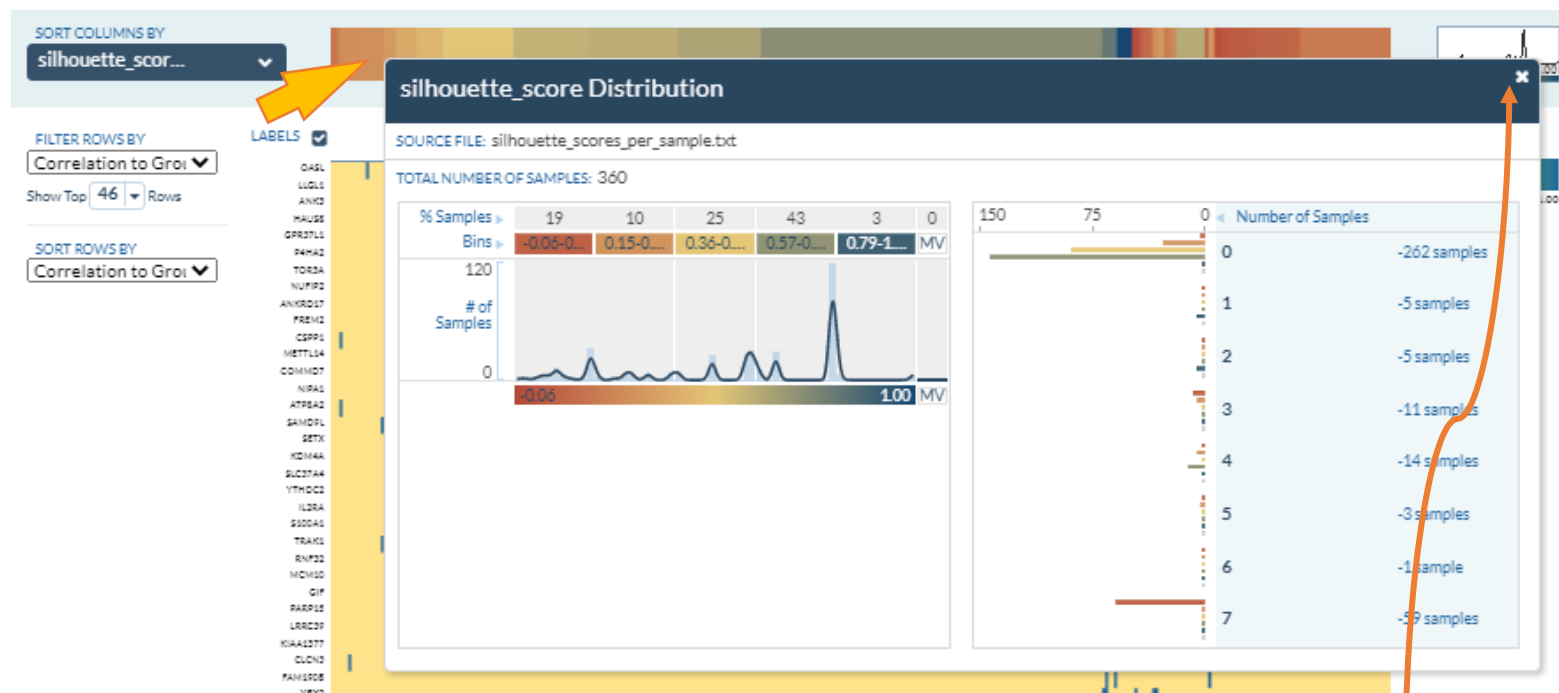 SORT COLUMNS BY
silhouette_scor...
silhouette_score Distribution
SOURCE FILE: silhouette_scores_per_sample.txt
TOTAL NUMBER OF SAMPLES: 360
FILTER ROWS BY
Correlation to Gro
Show Top 46 Rows
SORT ROWS BY
Correlation to Gro
LABELS
OASL
LLGL1
ANK3
HAUS8
GPR37L1
P4HA2
TOR3A
NUFIP2
ANKRD17
FREM2
CSPP1
METTL14
COMMD7
NIPA1
ATP8A2
SAMD9L
SETX
KDM4A
SLC37A4
YTHDC2
IL2RA
S100A1
TRAK1
RNF32
MCM10
GIF
PARP15
LRRC39
KIAA1377
CLCN3
FAM190B
% Samples 19 10 25 43 3 0
Bins -0.06-0.... 0.15-0.... 0.36-0.... 0.57-0.... 0.79-1.... MV
120
# of
Samples
0
-0.06 1.00 MV
150 75 0 Number of Samples
0 -262 samples
1 -5 samples
2 -5 samples
3 -11 samples
4 -14 samples
5 -3 samples
6 -1 sample
7 -59 samples